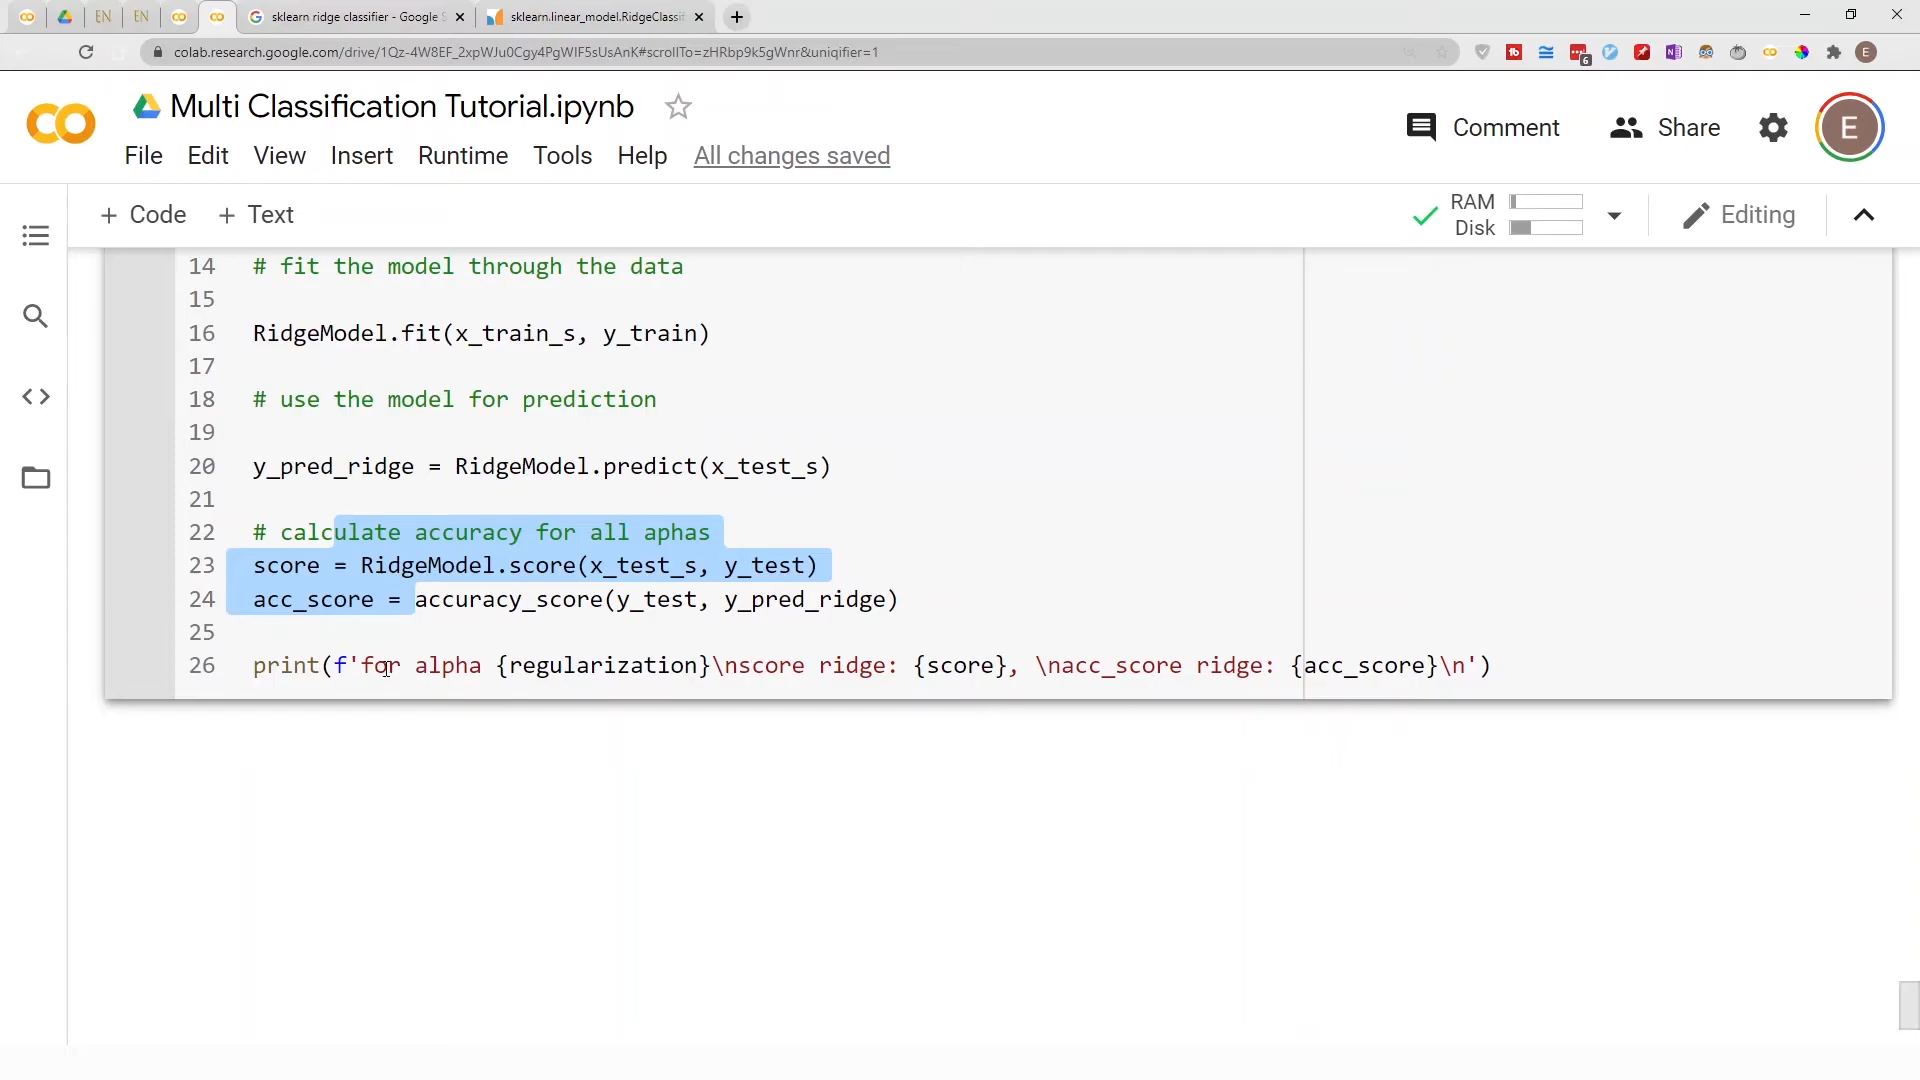 EN
EN
sklearn ridge classifier - Google S
sklearn.linear_model.RidgeClassif
colab.research.google.com/drive/1Qz-4W8EF_2xpWJu0Cgy4PgWIF5sUsAnK#scrollTo=zHRbp9k5gWnr&uniqifier=1
6
E
Multi Classification Tutorial.ipynb
Comment
Share
E
File Edit View Insert Runtime Tools Help All changes saved
+ Code + Text
RAM
Disk
Editing
14 # fit the model through the data
15
16 RidgeModel.fit(x_train_s, y_train)
17
18 # use the model for prediction
19
20 y_pred_ridge = RidgeModel.predict(x_test_s)
21
22 # calculate accuracy for all aphas
23 score = RidgeModel.score(x_test_s, y_test)
24 acc_score = accuracy_score(y_test, y_pred_ridge)
25
26 print(f'for alpha {regularization}\nscore ridge: {score}, \nacc_score ridge: {acc_score}\n')